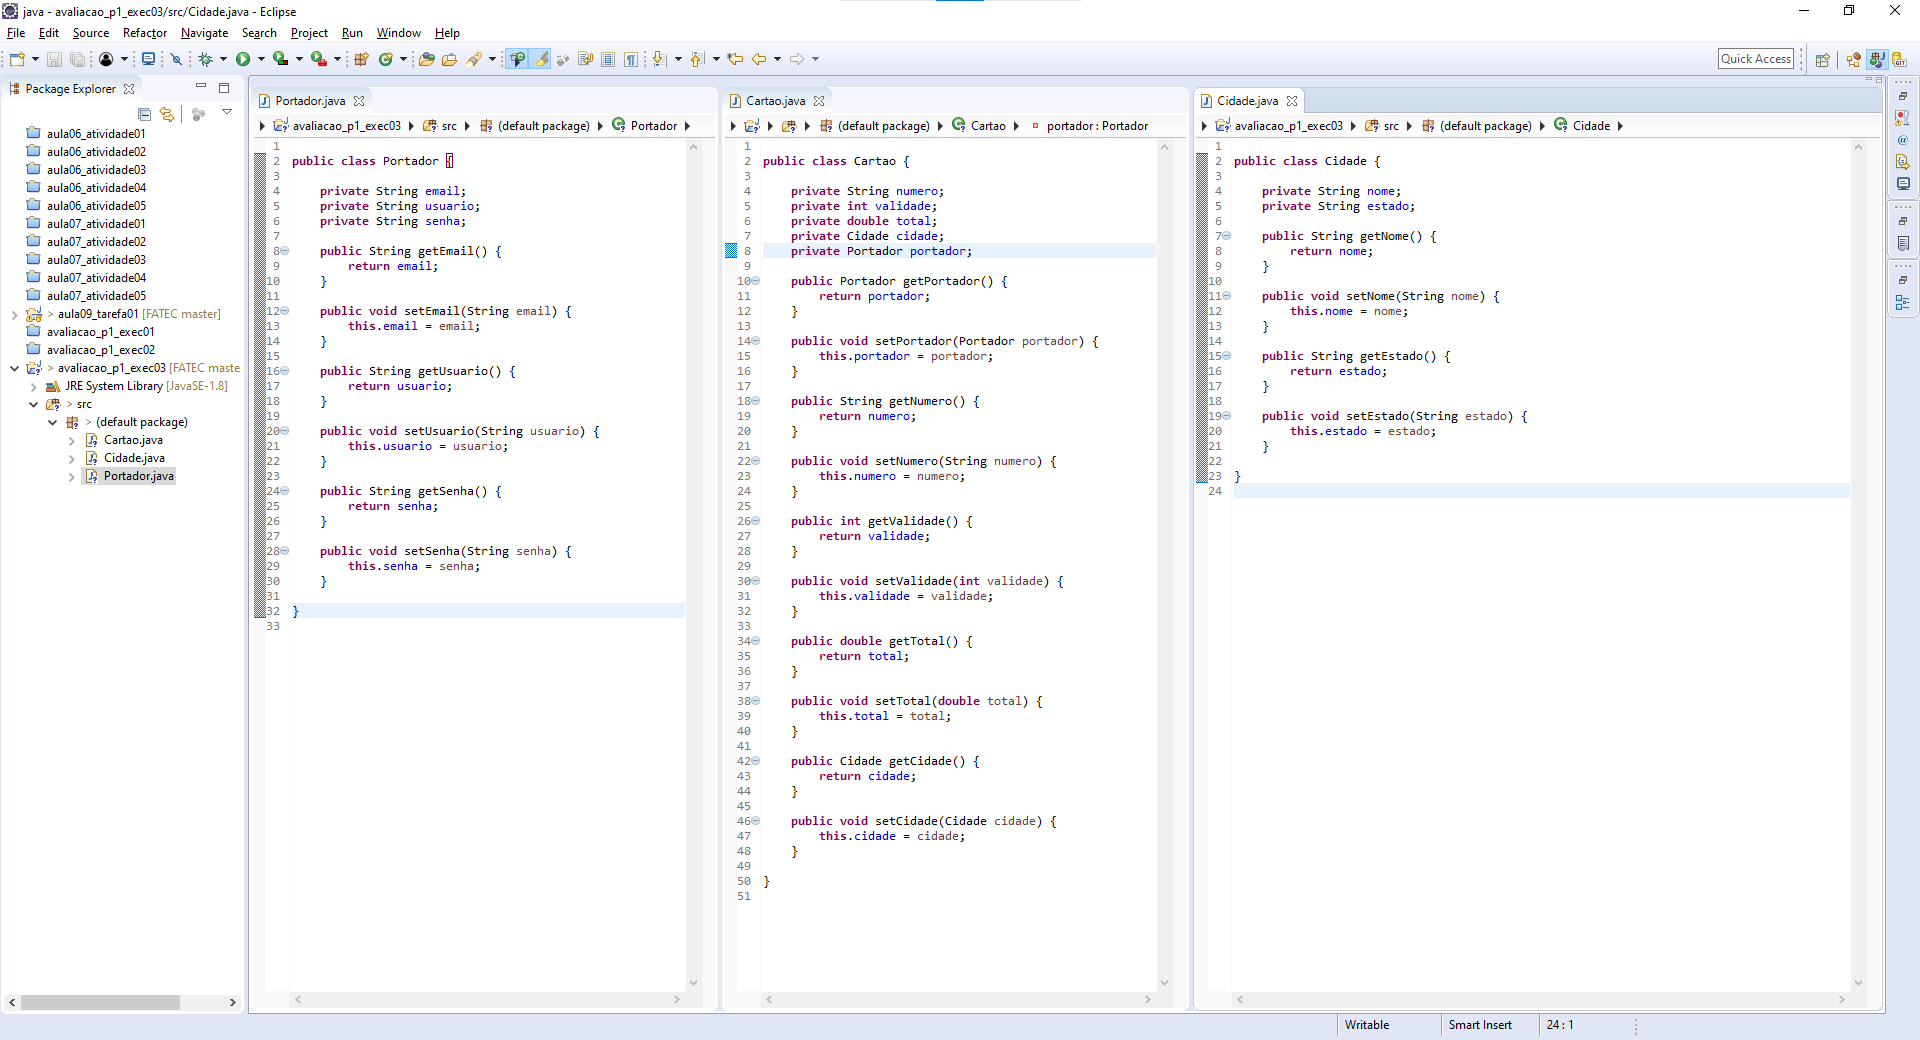 java - avaliacao_p1_exec03/src/Cidade.java - Eclipse
File Edit Source Refactor Navigate Search Project Run Window Help
Quick Access
Package Explorer
aula06_atividade01
aula06_atividade02
aula06_atividade03
aula06_atividade04
aula06_atividade05
aula07_atividade01
aula07_atividade02
aula07_atividade03
aula07_atividade04
aula07_atividade05
> aula09_tarefa01 [FATEC master]
avaliacao_p1_exec01
avaliacao_p1_exec02
> avaliacao_p1_exec03 [FATEC maste
JRE System Library [JavaSE-1.8]
> src
> (default package)
Cartao.java
Cidade.java
Portador.java
Portador.java
avaliacao_p1_exec03 src (default package) Portador
1
2 public class Portador {
3
4 private String email;
5 private String usuario;
6 private String senha;
7
8 public String getEmail() {
9 return email;
10 }
11
12 public void setEmail(String email) {
13 this.email = email;
14 }
15
16 public String getUsuario() {
17 return usuario;
18 }
19
20 public void setUsuario(String usuario) {
21 this.usuario = usuario;
22 }
23
24 public String getSenha() {
25 return senha;
26 }
27
28 public void setSenha(String senha) {
29 this.senha = senha;
30 }
31
32 }
33
Cartao.java
(default package) Cartao portador : Portador
1
2 public class Cartao {
3
4 private String numero;
5 private int validade;
6 private double total;
7 private Cidade cidade;
8 private Portador portador;
9
10 public Portador getPortador() {
11 return portador;
12 }
13
14 public void setPortador(Portador portador) {
15 this.portador = portador;
16 }
17
18 public String getNumero() {
19 return numero;
20 }
21
22 public void setNumero(String numero) {
23 this.numero = numero;
24 }
25
26 public int getValidade() {
27 return validade;
28 }
29
30 public void setValidade(int validade) {
31 this.validade = validade;
32 }
33
34 public double getTotal() {
35 return total;
36 }
37
38 public void setTotal(double total) {
39 this.total = total;
40 }
41
42 public Cidade getCidade() {
43 return cidade;
44 }
45
46 public void setCidade(Cidade cidade) {
47 this.cidade = cidade;
48 }
49
50 }
51
Cidade.java
avaliacao_p1_exec03 src (default package) Cidade
1
2 public class Cidade {
3
4 private String nome;
5 private String estado;
6
7 public String getNome() {
8 return nome;
9 }
10
11 public void setNome(String nome) {
12 this.nome = nome;
13 }
14
15 public String getEstado() {
16 return estado;
17 }
18
19 public void setEstado(String estado) {
20 this.estado = estado;
21 }
22
23 }
24
Writable Smart Insert 24 : 1